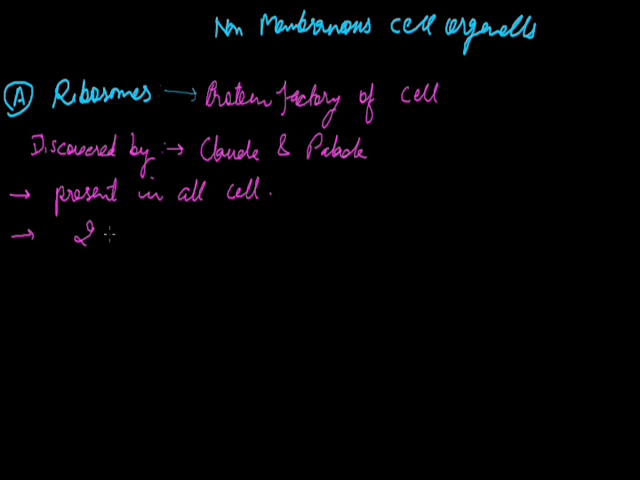 Non Membranous cell organells
(A) Ribosomes :→ Protein factory of cell
Discovered by :→ Claude & Palade
→ present in all cell.
→ 2